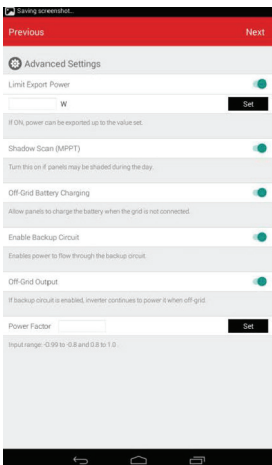 Saving screenshot...
Previous Next
Advanced Settings
Limit Export Power
W Set
If ON, power can be exported up to the value set.
Shadow Scan (MPPT)
Turn this on if panels may be shaded during the day.
Off-Grid Battery Charging
Allow panels to charge the battery when the grid is not connected.
Enable Backup Circuit
Enables power to flow through the backup circuit.
Off-Grid Output
If backup circuit is enabled, inverter continues to power it when off-grid.
Power Factor Set
Input range: -0.99 to -0.8 and 0.8 to 1.0